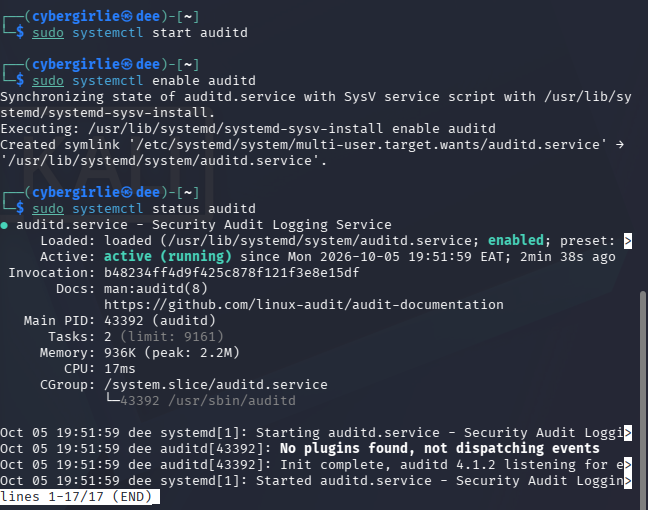 ┌──(cybergirlie㉿dee)-[~]
└─$ sudo systemctl start auditd
┌──(cybergirlie㉿dee)-[~]
└─$ sudo systemctl enable auditd
Synchronizing state of auditd.service with SysV service script with /usr/lib/sy
stemd/systemd-sysv-install.
Executing: /usr/lib/systemd/systemd-sysv-install enable auditd
Created symlink '/etc/systemd/system/multi-user.target.wants/auditd.service' →
'/usr/lib/systemd/system/auditd.service'.
┌──(cybergirlie㉿dee)-[~]
└─$ sudo systemctl status auditd
● auditd.service - Security Audit Logging Service
Loaded: loaded (/usr/lib/systemd/system/auditd.service; enabled; preset: >
Active: active (running) since Mon 2026-10-05 19:51:59 EAT; 2min 38s ago
Invocation: b48234ff4d9f425c878f121f3e8e15df
Docs: man:auditd(8)
https://github.com/linux-audit/audit-documentation
Main PID: 43392 (auditd)
Tasks: 2 (limit: 9161)
Memory: 936K (peak: 2.2M)
CPU: 17ms
CGroup: /system.slice/auditd.service
└─43392 /usr/sbin/auditd
Oct 05 19:51:59 dee systemd[1]: Starting auditd.service - Security Audit Loggi>
Oct 05 19:51:59 dee auditd[43392]: No plugins found, not dispatching events
Oct 05 19:51:59 dee auditd[43392]: Init complete, auditd 4.1.2 listening for e>
Oct 05 19:51:59 dee systemd[1]: Started auditd.service - Security Audit Loggin>
lines 1-17/17 (END)